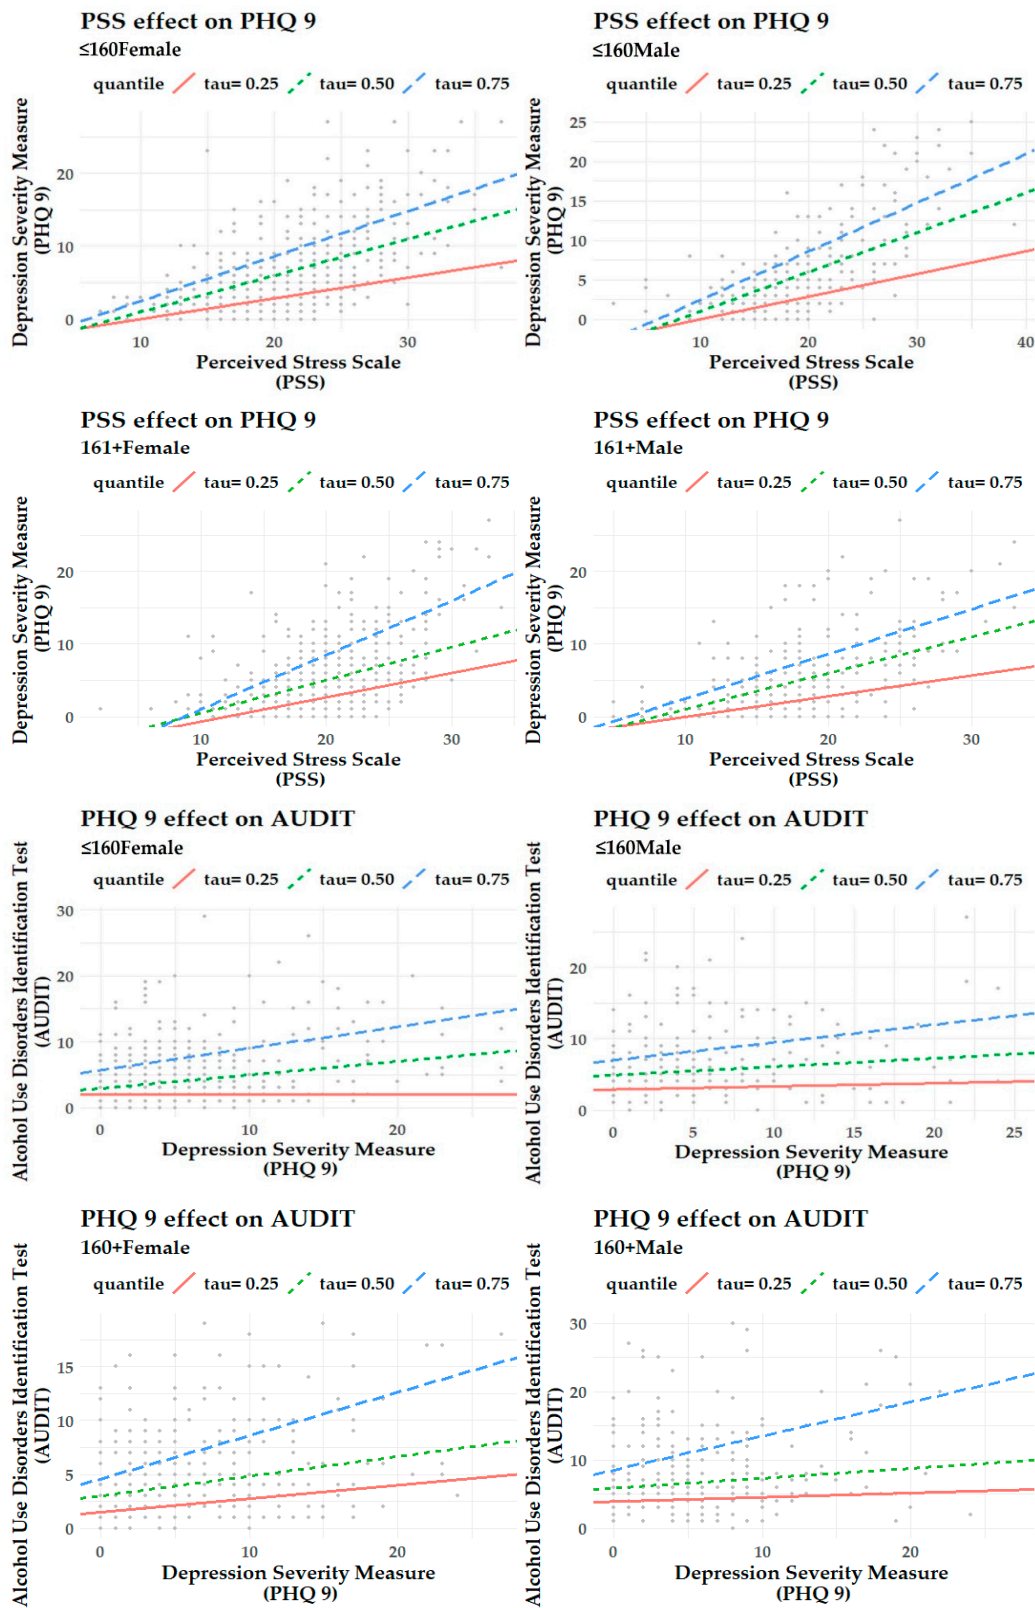 PSS effect on PHQ 9
≤160Female
quantile tau= 0.25 tau= 0.50 tau= 0.75
Depression Severity Measure
(PHQ 9)
20
10
0
10 20 30
Perceived Stress Scale
(PSS)
PSS effect on PHQ 9
≤160Male
quantile tau= 0.25 tau= 0.50 tau= 0.75
Depression Severity Measure
(PHQ 9)
25
20
15
10
5
0
10 20 30 40
Perceived Stress Scale
(PSS)
PSS effect on PHQ 9
161+Female
quantile tau= 0.25 tau= 0.50 tau= 0.75
Depression Severity Measure
(PHQ 9)
20
10
0
10 20 30
Perceived Stress Scale
(PSS)
PSS effect on PHQ 9
161+Male
quantile tau= 0.25 tau= 0.50 tau= 0.75
Depression Severity Measure
(PHQ 9)
20
10
0
10 20 30
Perceived Stress Scale
(PSS)
PHQ 9 effect on AUDIT
≤160Female
quantile tau= 0.25 tau= 0.50 tau= 0.75
Alcohol Use Disorders Identification Test
(AUDIT)
30
20
10
0
0 10 20
Depression Severity Measure
(PHQ 9)
PHQ 9 effect on AUDIT
≤160Male
quantile tau= 0.25 tau= 0.50 tau= 0.75
Alcohol Use Disorders Identification Test
(AUDIT)
20
10
0
0 5 10 15 20 25
Depression Severity Measure
(PHQ 9)
PHQ 9 effect on AUDIT
160+Female
quantile tau= 0.25 tau= 0.50 tau= 0.75
Alcohol Use Disorders Identification Test
(AUDIT)
15
10
5
0
0 10 20
Depression Severity Measure
(PHQ 9)
PHQ 9 effect on AUDIT
160+Male
quantile tau= 0.25 tau= 0.50 tau= 0.75
Alcohol Use Disorders Identification Test
(AUDIT)
30
20
10
0
0 10 20
Depression Severity Measure
(PHQ 9)